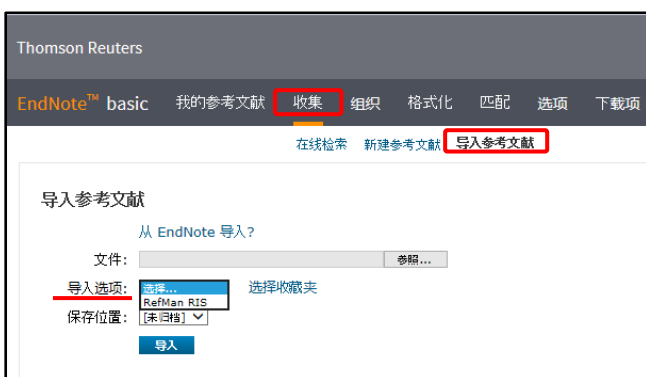 Thomson Reuters
EndNote™ basic 我的参考文献 收集 组织 格式化 匹配 选项 下载项
在线检索 新建参考文献 导入参考文献
导入参考文献
从 EndNote 导入?
文件: 参照...
导入选项: 选择... 选择收藏夹
RefMan RIS
保存位置: [未归档]
导入